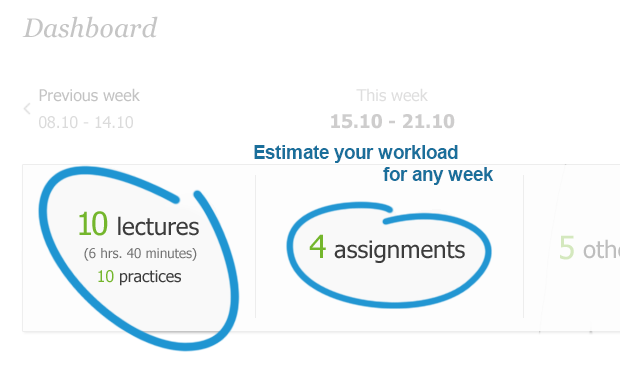 Dashboard
Previous week
08.10 - 14.10
This week
15.10 - 21.10
Estimate your workload
for any week
10 lectures
(6 hrs. 40 minutes)
10 practices
4 assignments
5 othe